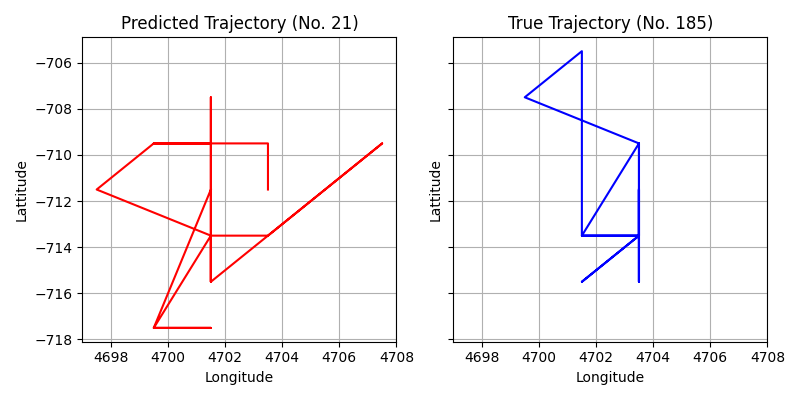 Predicted Trajectory (No. 21)
True Trajectory (No. 185)
Lattitude
−706
−708
−710
−712
−714
−716
−718
4698 4700 4702 4704 4706 4708
Longitude
Lattitude
4698 4700 4702 4704 4706 4708
Longitude